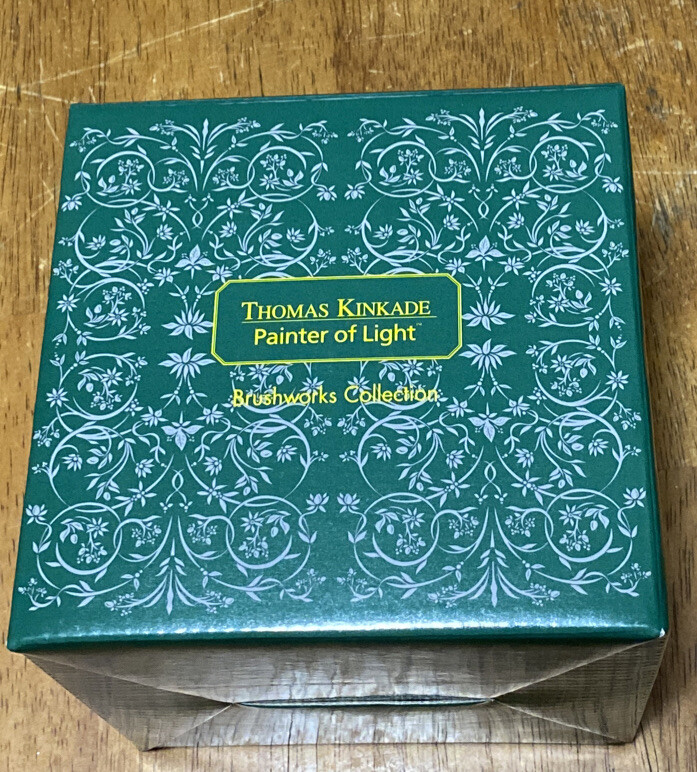 THOMAS KINKADE
Painter of Light™
Brushworks Collection